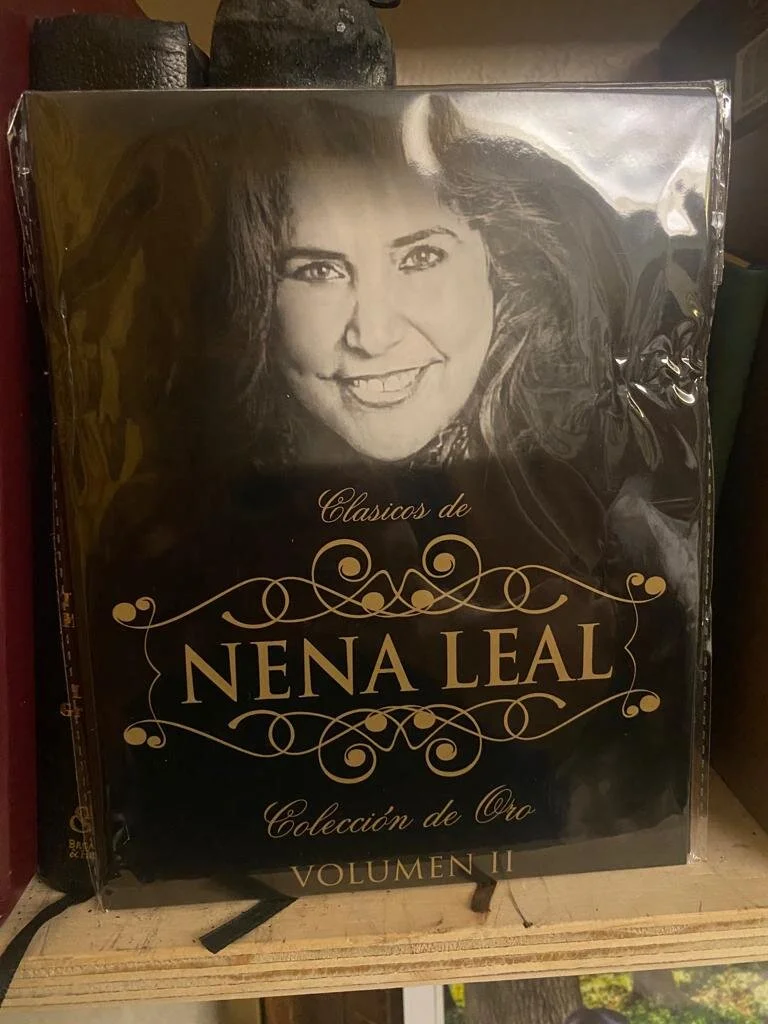 Clasicos de
NENA LEAL
Colección de Oro
VOLUMEN II